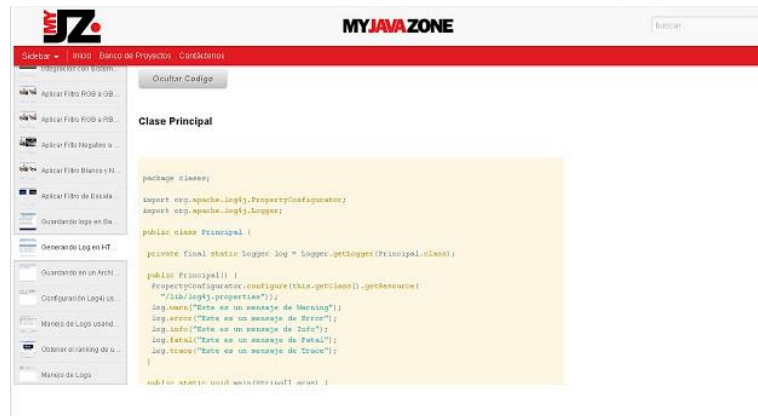 MY
JZ.
MYJAVAZONE
buscar
Sidebar
Inicio
Banco de Proyectos
Contáctenos
Integración con Sistem...
Aplicar Filtro RGB a GB...
Aplicar Filtro RGB a RB...
Aplicar Filto Negativo a ...
Aplicar Filtro Blanco y N...
Aplicar Filtro de Escala ...
Guardando logs en Ba...
Generando Log en HT...
Guardando en un Archi...
Configuración Log4j us...
Manejo de Logs usand...
Obtener el ranking de u...
Manejo de Logs
Ocultar Codigo
Clase Principal
package clases;
import org.apache.log4j.PropertyConfigurator;
import org.apache.log4j.Logger;
public class Principal {
private final static Logger log = Logger.getLogger(Principal.class);
public Principal() {
PropertyConfigurator.configure(this.getClass().getResource(
"/lib/log4j.properties"));
log.warn("Este es un mensaje de Warning");
log.error("Este es un mensaje de Error");
log.info("Este es un mensaje de Info");
log.fatal("Este es un mensaje de Fatal");
log.trace("Este es un mensaje de Trace");
}
public static void main(String[] args) {